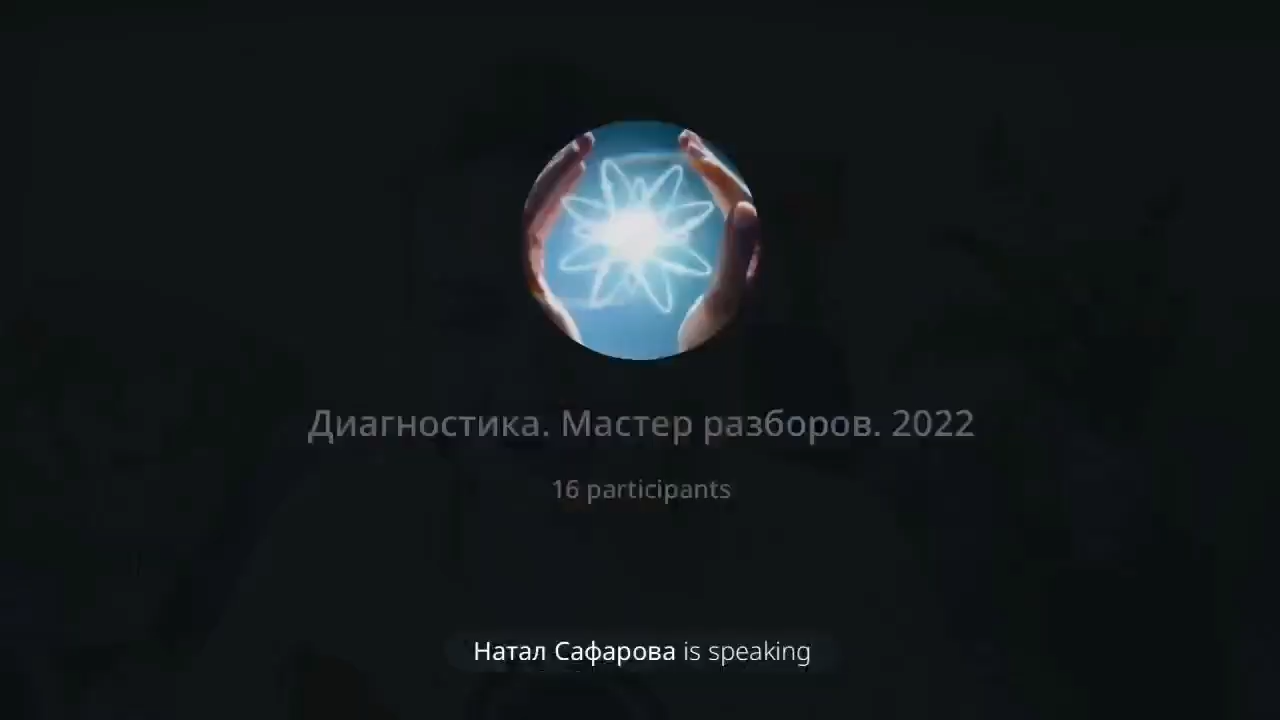 Диагностика. Мастер разборов. 2022
16 participants
Натал Сафарова is speaking